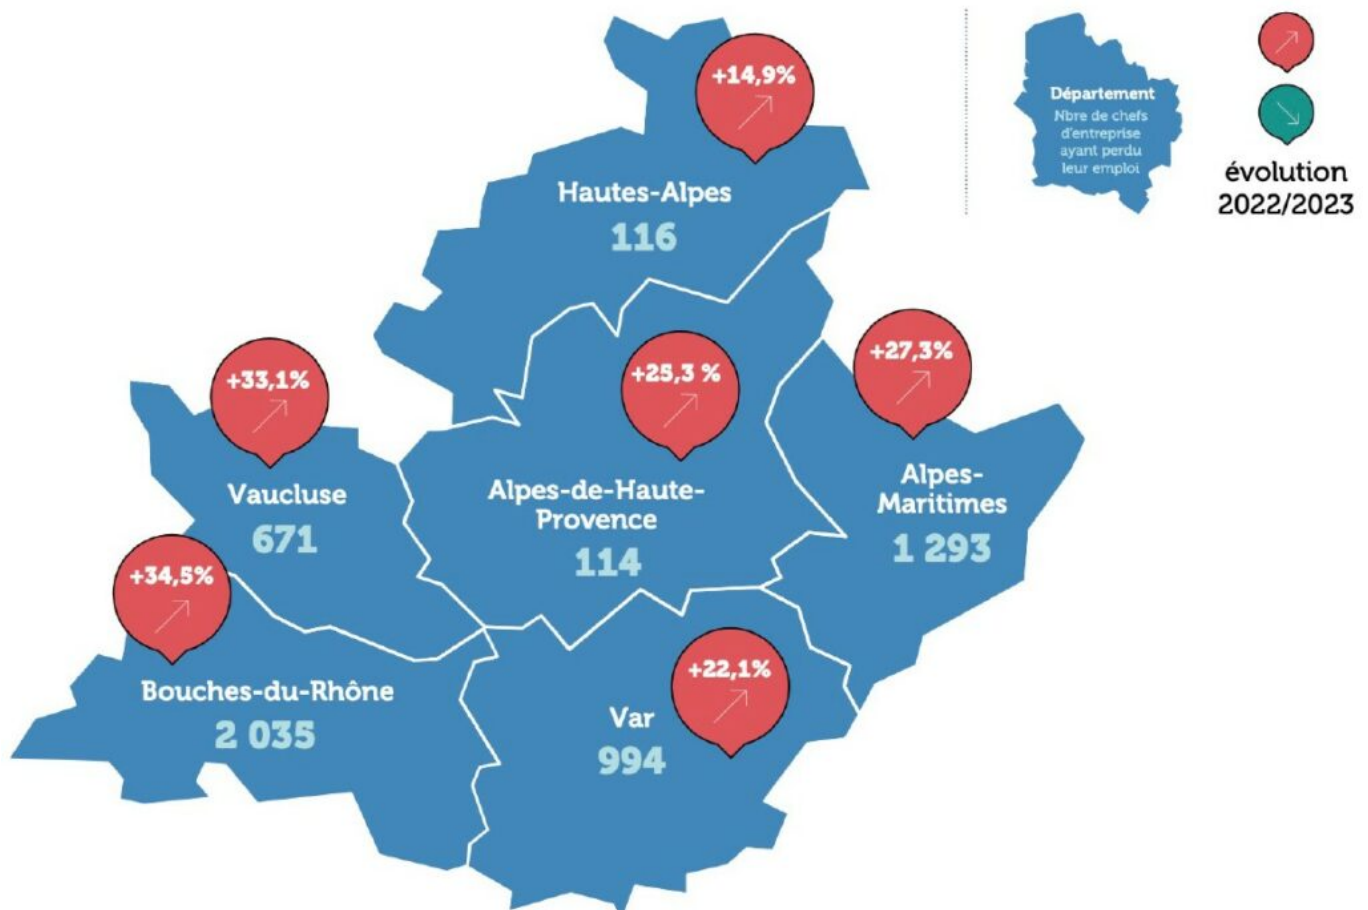 +14,9%
Hautes-Alpes
116
Département
Nbre de chefs
d'entreprise
ayant perdu
leur emploi
évolution
2022/2023
+33,1%
Vaucluse
671
+25,3 %
Alpes-de-Haute-
Provence
114
+27,3%
Alpes-
Maritimes
1 293
+34,5%
Bouches-du-Rhône
2 035
+22,1%
Var
994